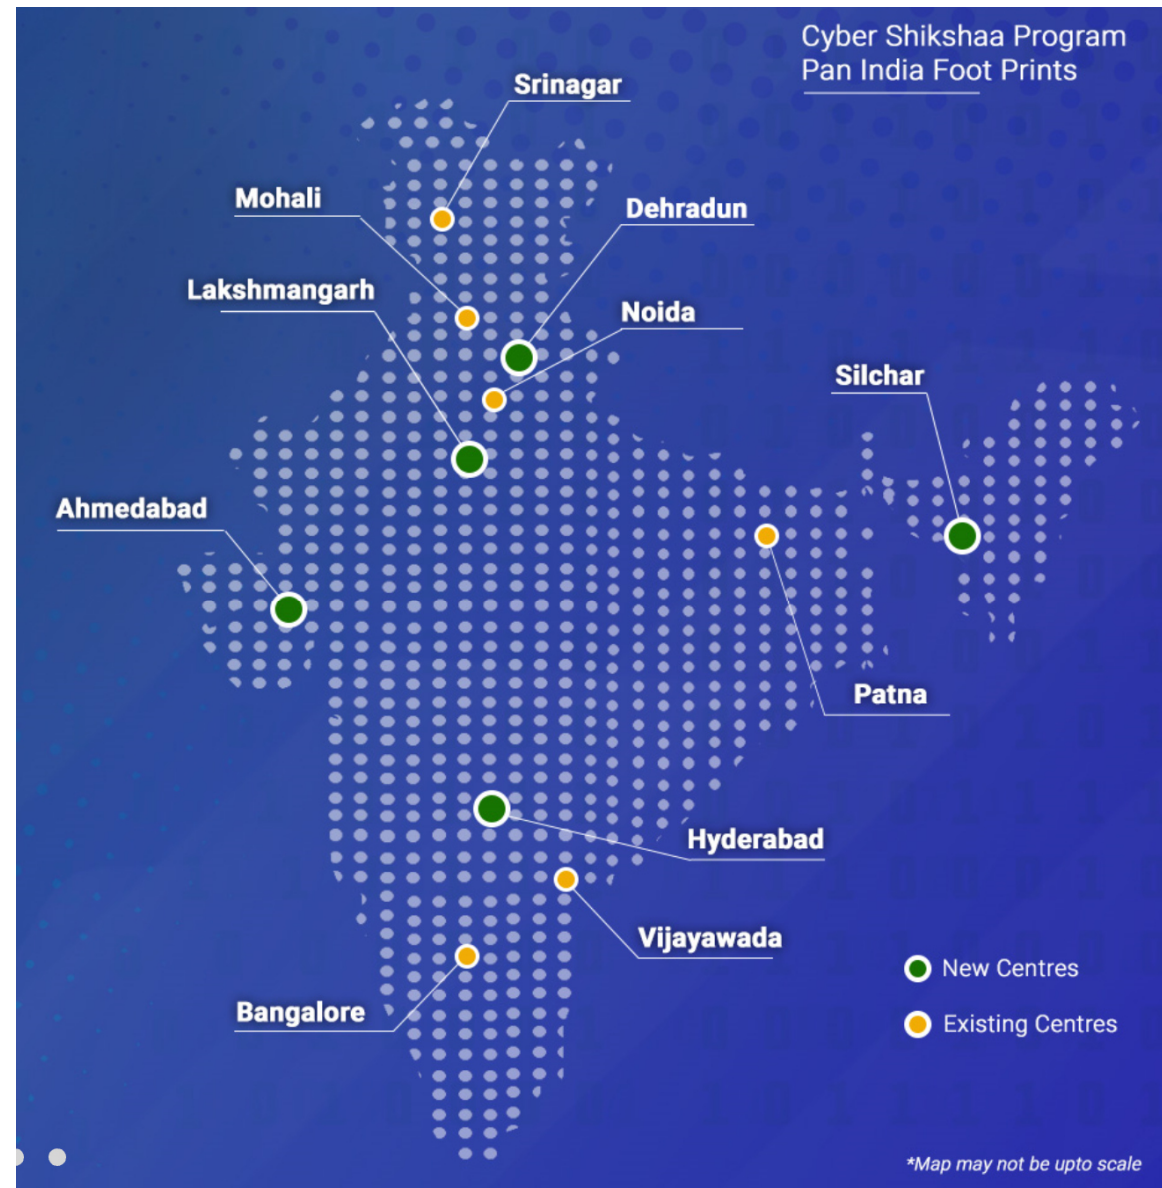 Cyber Shikshaa Program
Pan India Foot Prints
Srinagar
Mohali
Dehradun
Lakshmangarh
Noida
Silchar
Ahmedabad
Patna
Hyderabad
Vijayawada
Bangalore
New Centres
Existing Centres
*Map may not be upto scale